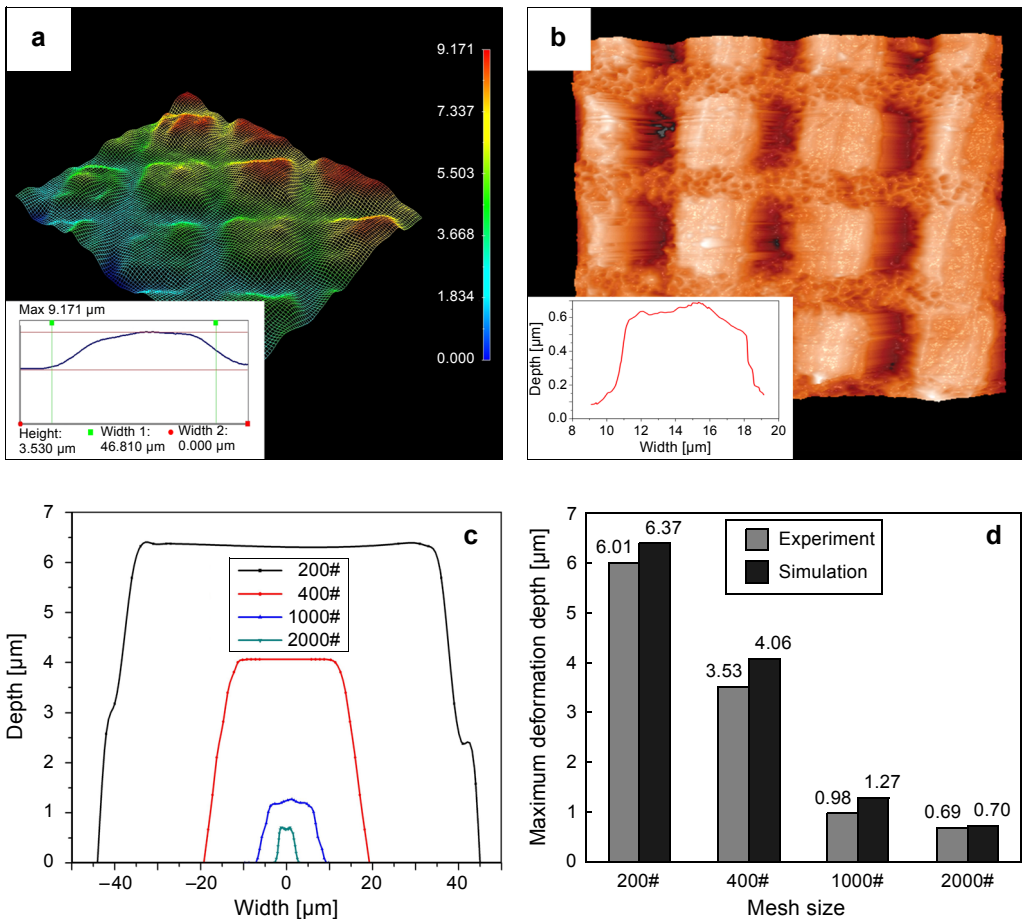 a
9.171
7.337
5.503
3.668
1.834
0.000
Max 9.171 µm
Height:
3.530 µm
Width 1:
46.810 µm
Width 2:
0.000 µm
b
Depth [µm]
0.6
0.4
0.2
0.0
8 10 12 14 16 18 20
Width [µm]
c
Depth [µm]
7
6
5
4
3
2
1
0
200#
400#
1000#
2000#
–40 –20 0 20 40
Width [µm]
d
Maximum deformation depth [µm]
7
6
5
4
3
2
1
0
Experiment
Simulation
6.01 6.37
3.53 4.06
0.98 1.27
0.69 0.70
200# 400# 1000# 2000#
Mesh size